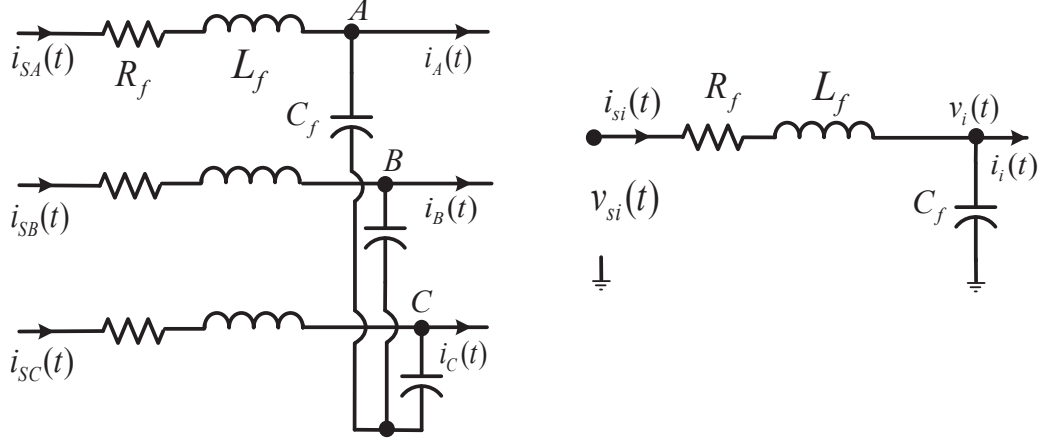 A
i_{SA}(t)
R_f
L_f
i_A(t)
C_f
B
i_{SB}(t)
i_B(t)
C
i_{SC}(t)
i_C(t)
i_{si}(t)
R_f
L_f
v_i(t)
i_i(t)
v_{si}(t)
C_f